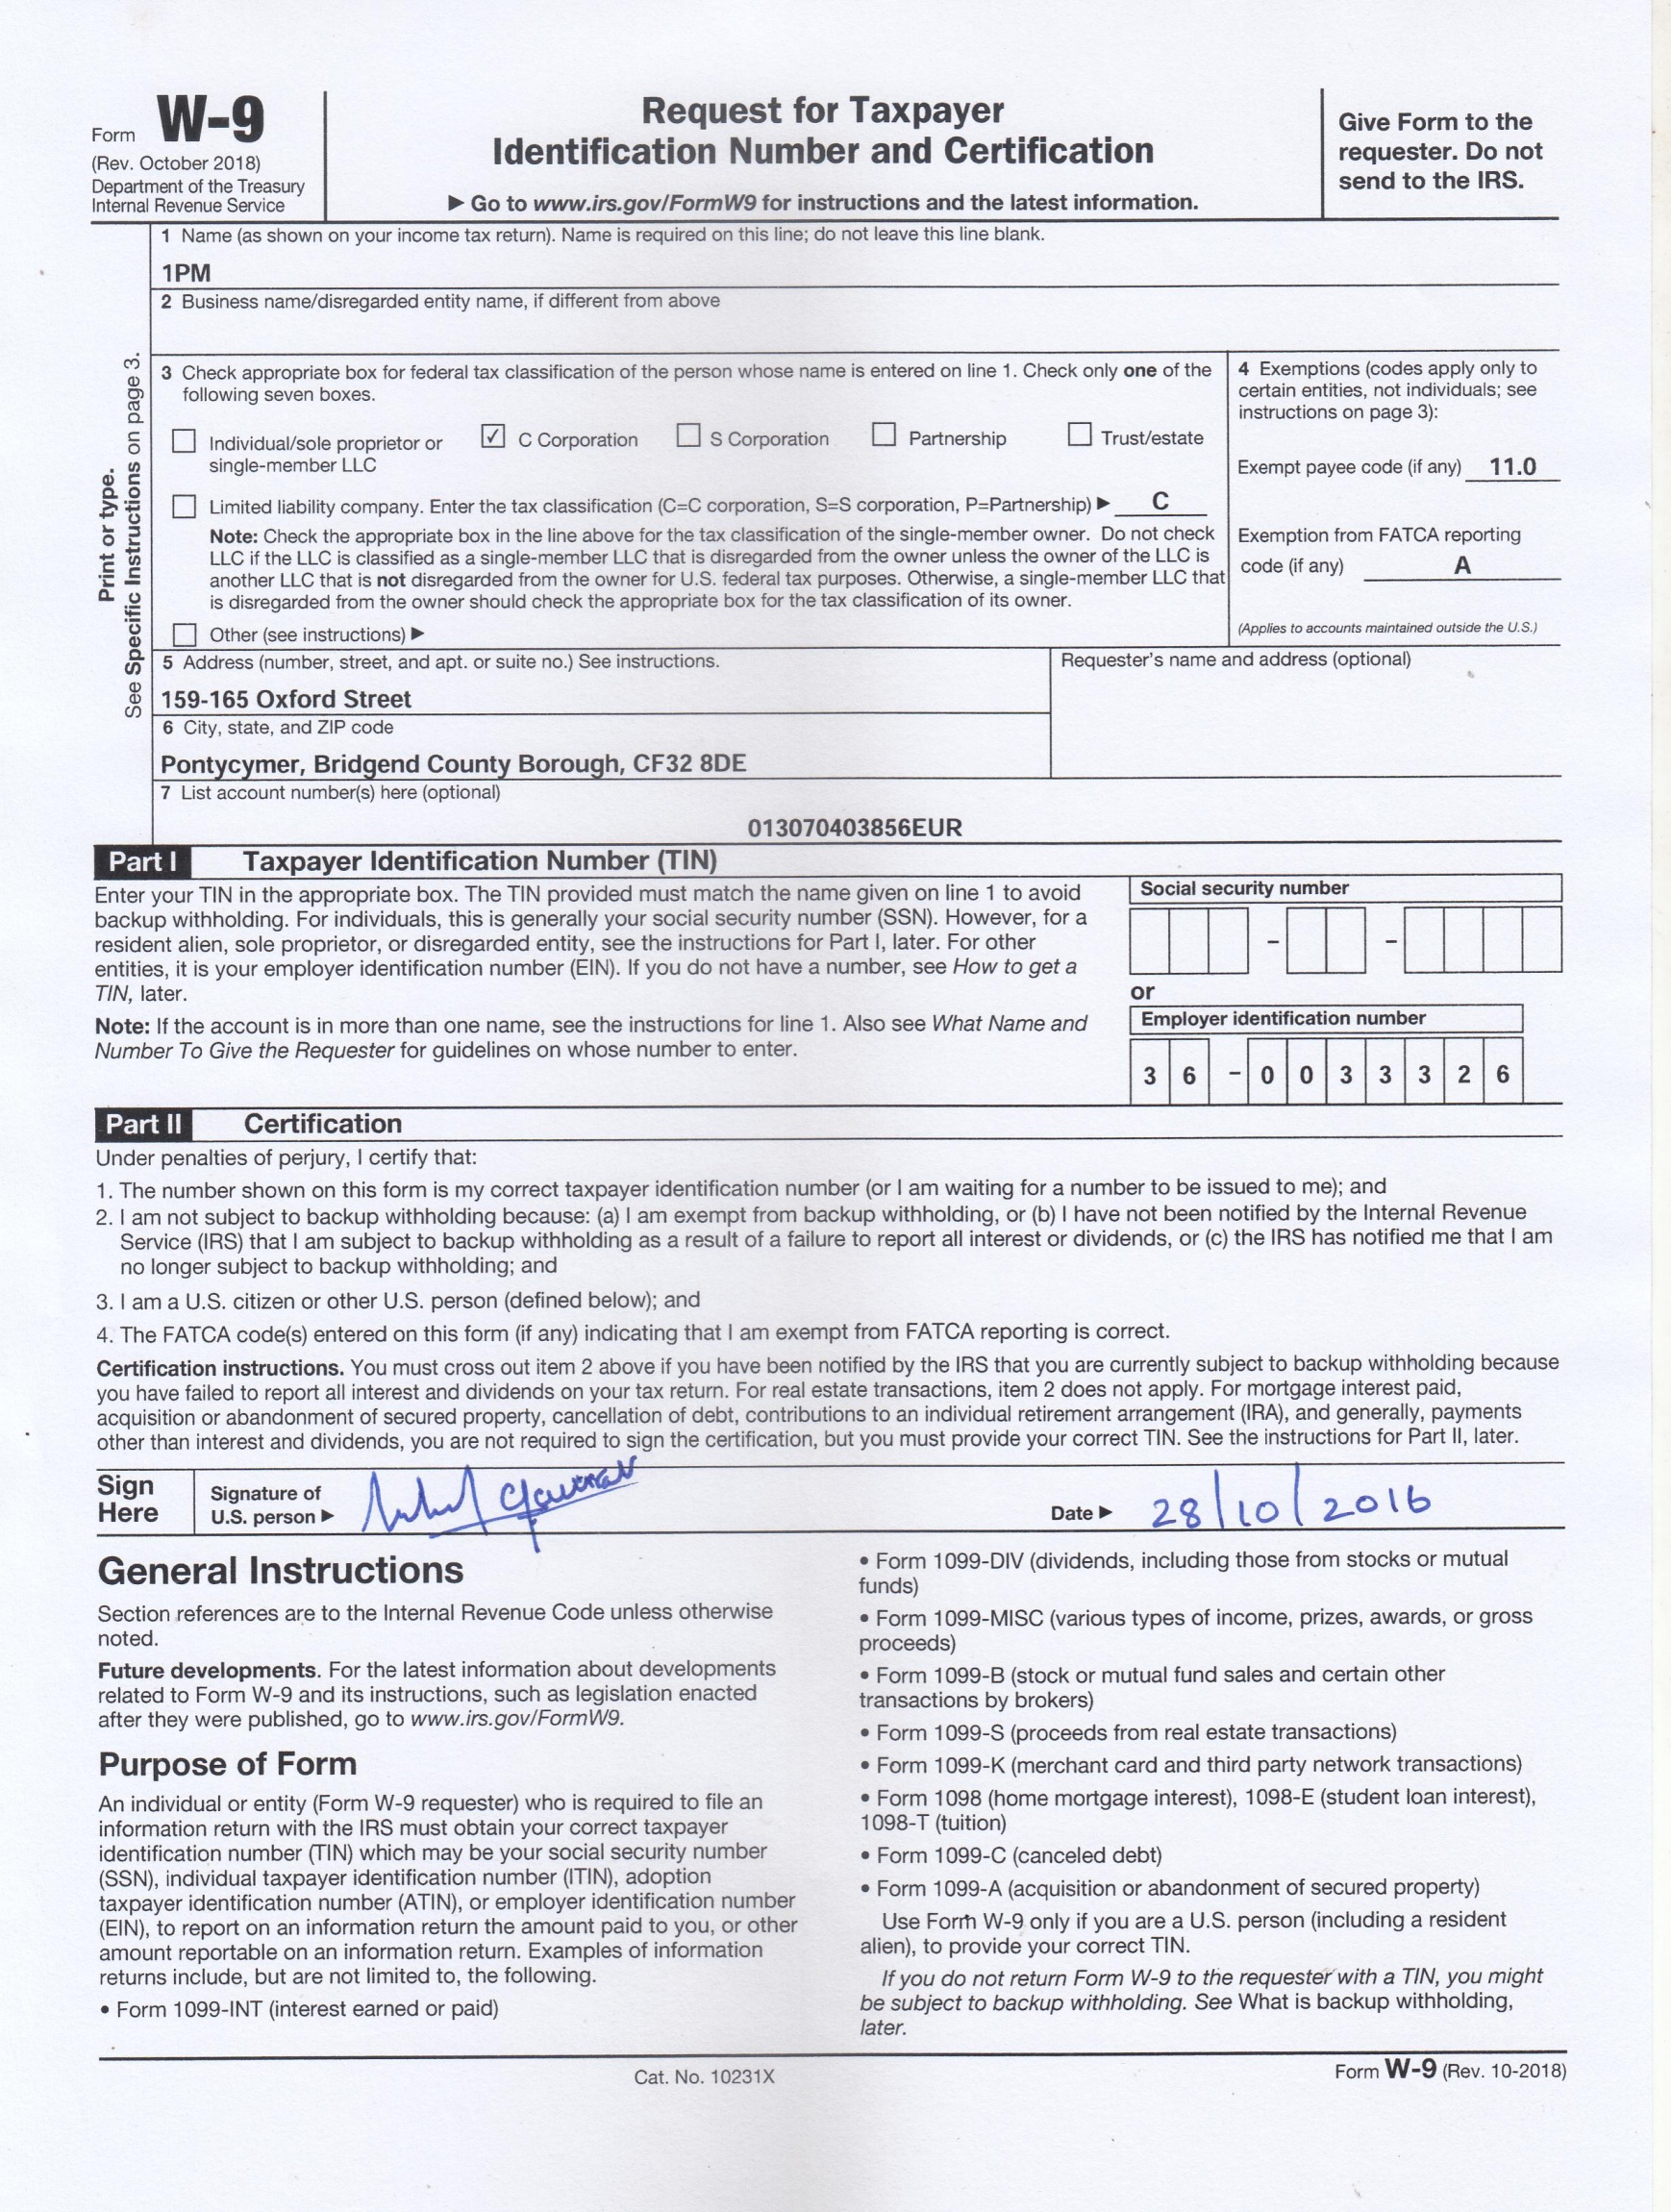 Form W-9
(Rev. October 2018)
Department of the Treasury
Internal Revenue Service
Request for Taxpayer
Identification Number and Certification
▶ Go to www.irs.gov/FormW9 for instructions and the latest information.
Give Form to the
requester. Do not
send to the IRS.
Print or type.
See Specific Instructions on page 3.
1 Name (as shown on your income tax return). Name is required on this line; do not leave this line blank.
1PM
2 Business name/disregarded entity name, if different from above
3 Check appropriate box for federal tax classification of the person whose name is entered on line 1. Check only one of the
following seven boxes.
☐ Individual/sole proprietor or
single-member LLC
☑ C Corporation
☐ S Corporation
☐ Partnership
☐ Trust/estate
☐ Limited liability company. Enter the tax classification (C=C corporation, S=S corporation, P=Partnership) ▶ C
Note: Check the appropriate box in the line above for the tax classification of the single-member owner. Do not check
LLC if the LLC is classified as a single-member LLC that is disregarded from the owner unless the owner of the LLC is
another LLC that is not disregarded from the owner for U.S. federal tax purposes. Otherwise, a single-member LLC that
is disregarded from the owner should check the appropriate box for the tax classification of its owner.
☐ Other (see instructions) ▶
4 Exemptions (codes apply only to
certain entities, not individuals; see
instructions on page 3):
Exempt payee code (if any) 11.0
Exemption from FATCA reporting
code (if any) A
(Applies to accounts maintained outside the U.S.)
5 Address (number, street, and apt. or suite no.) See instructions.
159-165 Oxford Street
6 City, state, and ZIP code
Pontycymer, Bridgend County Borough, CF32 8DE
Requester's name and address (optional)
7 List account number(s) here (optional)
013070403856EUR
Part I Taxpayer Identification Number (TIN)
Enter your TIN in the appropriate box. The TIN provided must match the name given on line 1 to avoid
backup withholding. For individuals, this is generally your social security number (SSN). However, for a
resident alien, sole proprietor, or disregarded entity, see the instructions for Part I, later. For other
entities, it is your employer identification number (EIN). If you do not have a number, see How to get a
TIN, later.
Note: If the account is in more than one name, see the instructions for line 1. Also see What Name and
Number To Give the Requester for guidelines on whose number to enter.
Social security number
– –
or
Employer identification number
3 6 – 0 0 3 3 3 2 6
Part II Certification
Under penalties of perjury, I certify that:
1. The number shown on this form is my correct taxpayer identification number (or I am waiting for a number to be issued to me); and
2. I am not subject to backup withholding because: (a) I am exempt from backup withholding, or (b) I have not been notified by the Internal Revenue
Service (IRS) that I am subject to backup withholding as a result of a failure to report all interest or dividends, or (c) the IRS has notified me that I am
no longer subject to backup withholding; and
3. I am a U.S. citizen or other U.S. person (defined below); and
4. The FATCA code(s) entered on this form (if any) indicating that I am exempt from FATCA reporting is correct.
Certification instructions. You must cross out item 2 above if you have been notified by the IRS that you are currently subject to backup withholding because
you have failed to report all interest and dividends on your tax return. For real estate transactions, item 2 does not apply. For mortgage interest paid,
acquisition or abandonment of secured property, cancellation of debt, contributions to an individual retirement arrangement (IRA), and generally, payments
other than interest and dividends, you are not required to sign the certification, but you must provide your correct TIN. See the instructions for Part II, later.
Sign
Here
Signature of
U.S. person ▶
Date ▶ 28/10/2016
General Instructions
Section references are to the Internal Revenue Code unless otherwise
noted.
Future developments. For the latest information about developments
related to Form W-9 and its instructions, such as legislation enacted
after they were published, go to www.irs.gov/FormW9.
Purpose of Form
An individual or entity (Form W-9 requester) who is required to file an
information return with the IRS must obtain your correct taxpayer
identification number (TIN) which may be your social security number
(SSN), individual taxpayer identification number (ITIN), adoption
taxpayer identification number (ATIN), or employer identification number
(EIN), to report on an information return the amount paid to you, or other
amount reportable on an information return. Examples of information
returns include, but are not limited to, the following.
• Form 1099-INT (interest earned or paid)
• Form 1099-DIV (dividends, including those from stocks or mutual
funds)
• Form 1099-MISC (various types of income, prizes, awards, or gross
proceeds)
• Form 1099-B (stock or mutual fund sales and certain other
transactions by brokers)
• Form 1099-S (proceeds from real estate transactions)
• Form 1099-K (merchant card and third party network transactions)
• Form 1098 (home mortgage interest), 1098-E (student loan interest),
1098-T (tuition)
• Form 1099-C (canceled debt)
• Form 1099-A (acquisition or abandonment of secured property)
Use Form W-9 only if you are a U.S. person (including a resident
alien), to provide your correct TIN.
If you do not return Form W-9 to the requester with a TIN, you might
be subject to backup withholding. See What is backup withholding,
later.
Cat. No. 10231X
Form W-9 (Rev. 10-2018)